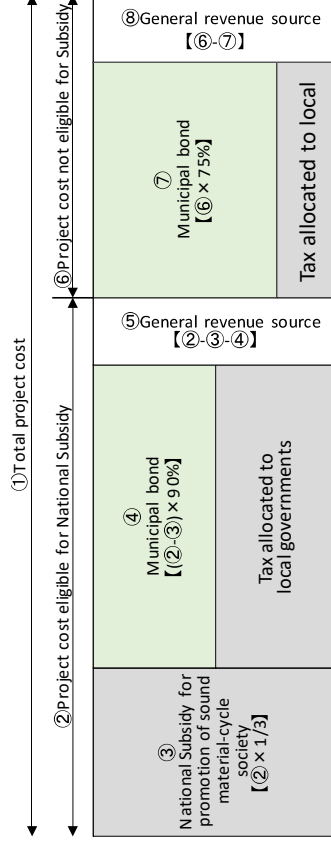 ①Total project cost
②Project cost eligible for National Subsidy
⑥Project cost not eligible for Subsidy
③
National Subsidy for
promotion of sound
material-cycle
society
【②×1/3】
④
Municipal bond
【(②-③)×90%】
Tax allocated to
local governments
⑤General revenue source
【②-③-④】
⑦
Municipal bond
【⑥×75%】
Tax allocated to local
⑧General revenue source
【⑥-⑦】